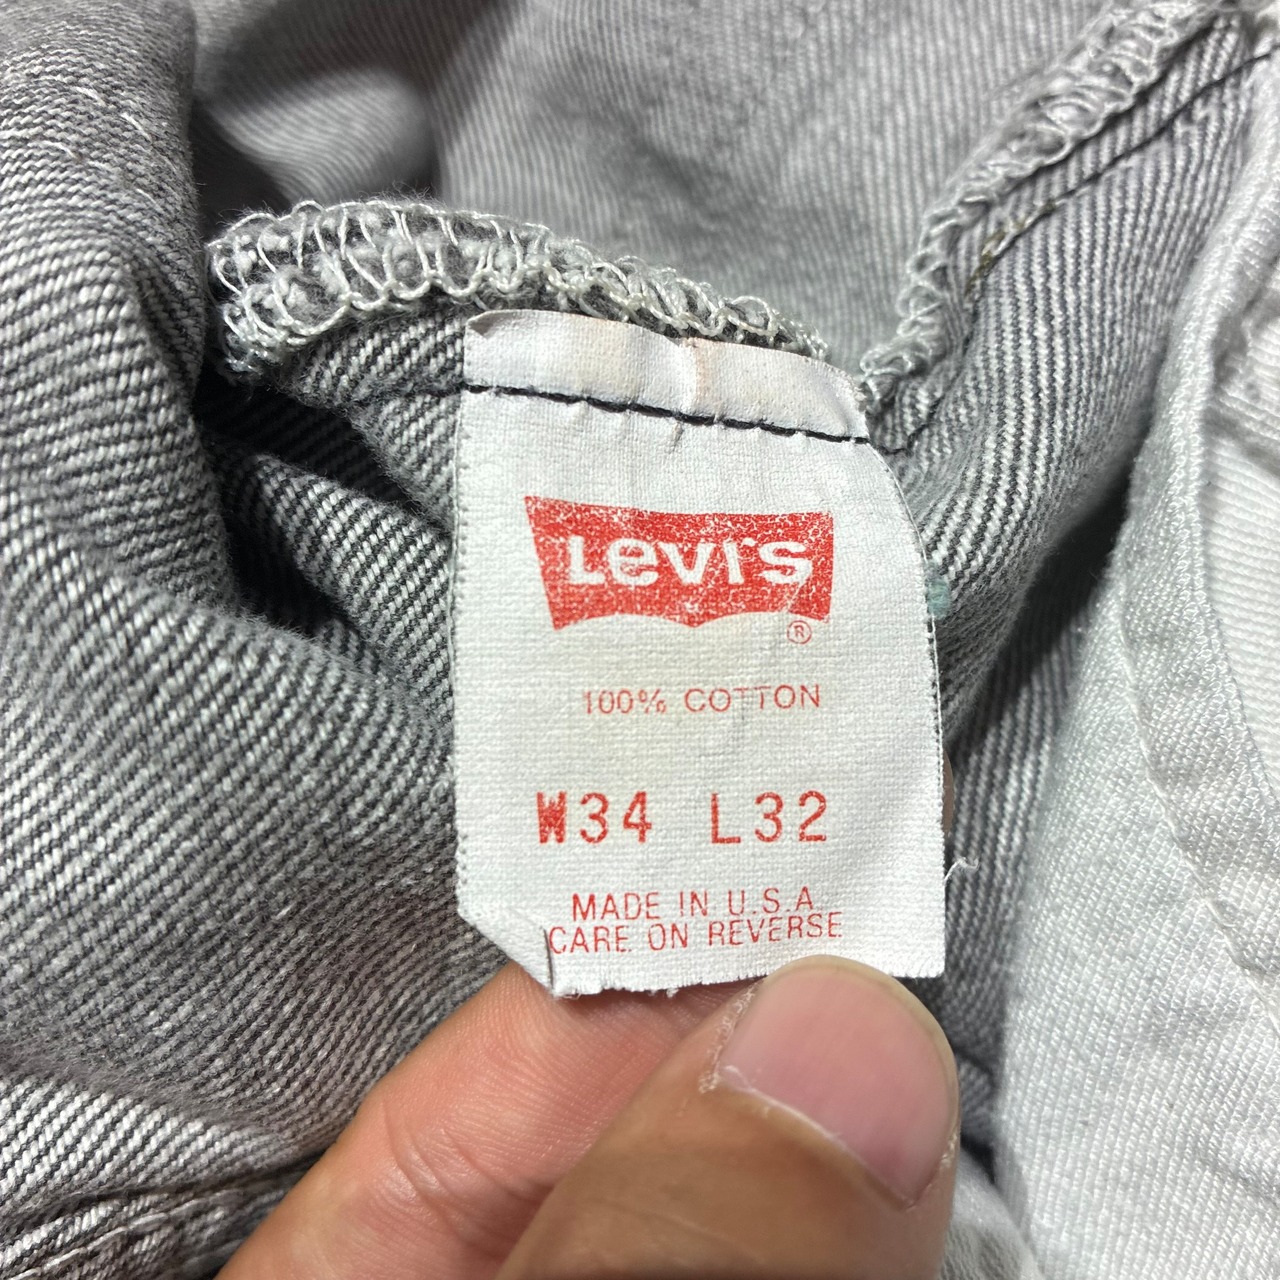 Levi's
®
100% COTTON
W34 L32
MADE IN U.S.A
CARE ON REVERSE